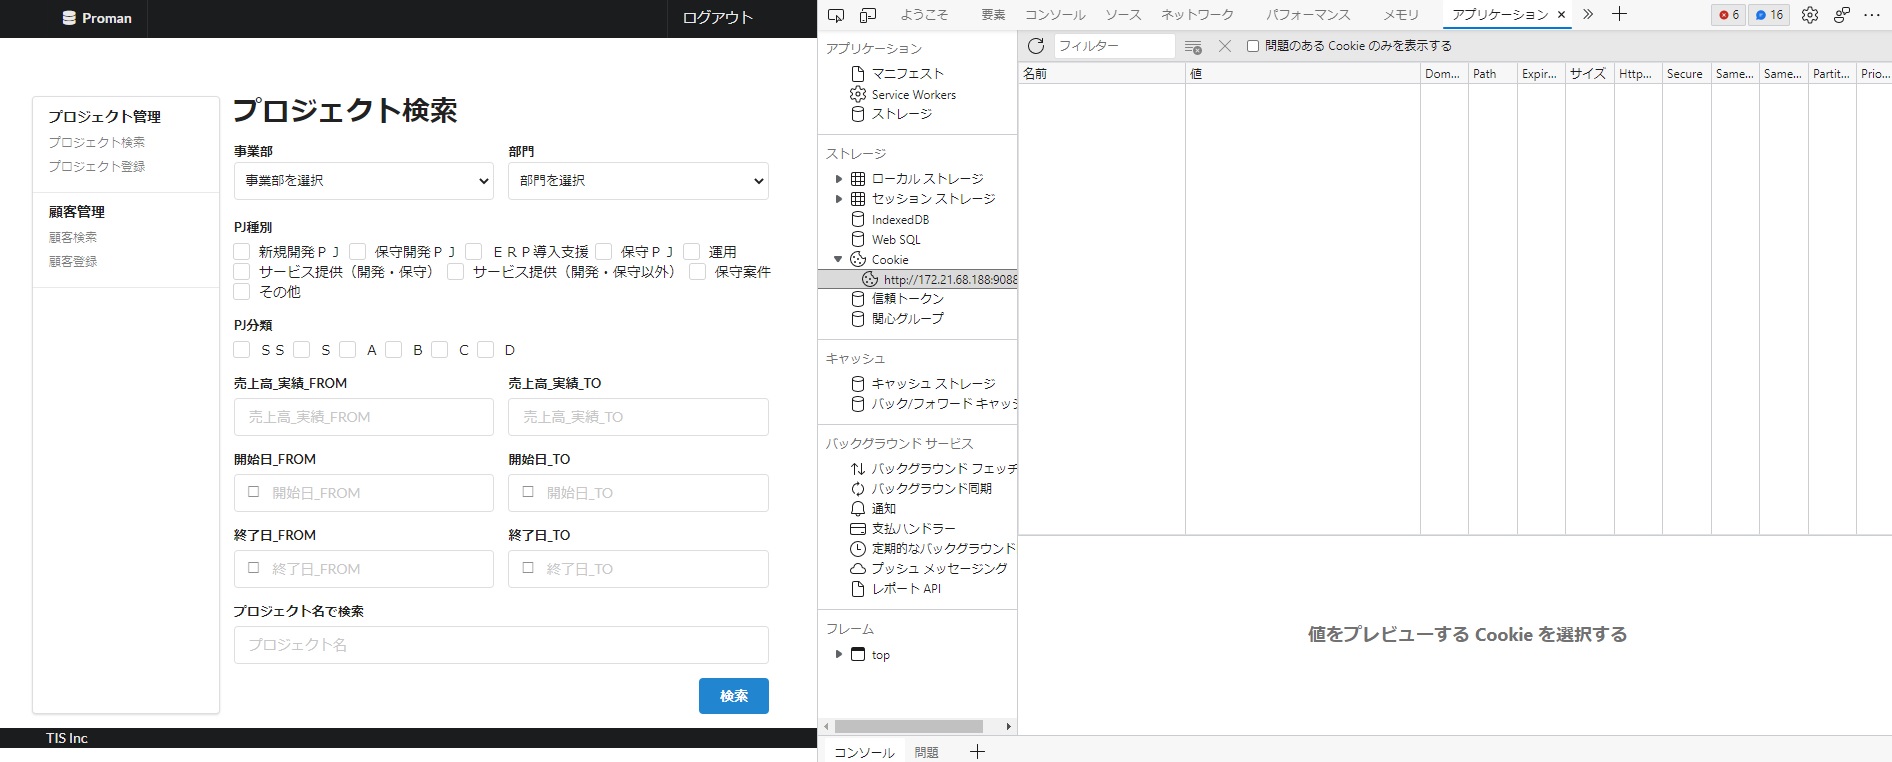 Proman
ログアウト
プロジェクト管理
プロジェクト検索
プロジェクト登録
顧客管理
顧客検索
顧客登録
プロジェクト検索
事業部 部門
事業部を選択 部門を選択
PJ種別
新規開発PJ 保守開発PJ ERP導入支援 保守PJ 運用
サービス提供（開発・保守） サービス提供（開発・保守以外） 保守案件
その他
PJ分類
SS S A B C D
売上高_実績_FROM 売上高_実績_TO
売上高_実績_FROM 売上高_実績_TO
開始日_FROM 開始日_TO
開始日_FROM 開始日_TO
終了日_FROM 終了日_TO
終了日_FROM 終了日_TO
プロジェクト名で検索
プロジェクト名
検索
TIS Inc
ようこそ 要素 コンソール ソース ネットワーク パフォーマンス メモリ アプリケーション 6 16
アプリケーション
マニフェスト
Service Workers
ストレージ
ストレージ
ローカル ストレージ
セッション ストレージ
IndexedDB
Web SQL
Cookie
http://172.21.68.188:9088
信頼トークン
関心グループ
キャッシュ
キャッシュ ストレージ
バック/フォワード キャッシ
バックグラウンド サービス
バックグラウンド フェッチ
バックグラウンド同期
通知
支払ハンドラー
定期的なバックグラウンド
プッシュ メッセージング
レポート API
フレーム
top
フィルター 問題のある Cookie のみを表示する
名前 値 Dom... Path Expir... サイズ Http... Secure Same... Same... Partit... Prio...
値をプレビューする Cookie を選択する
コンソール 問題